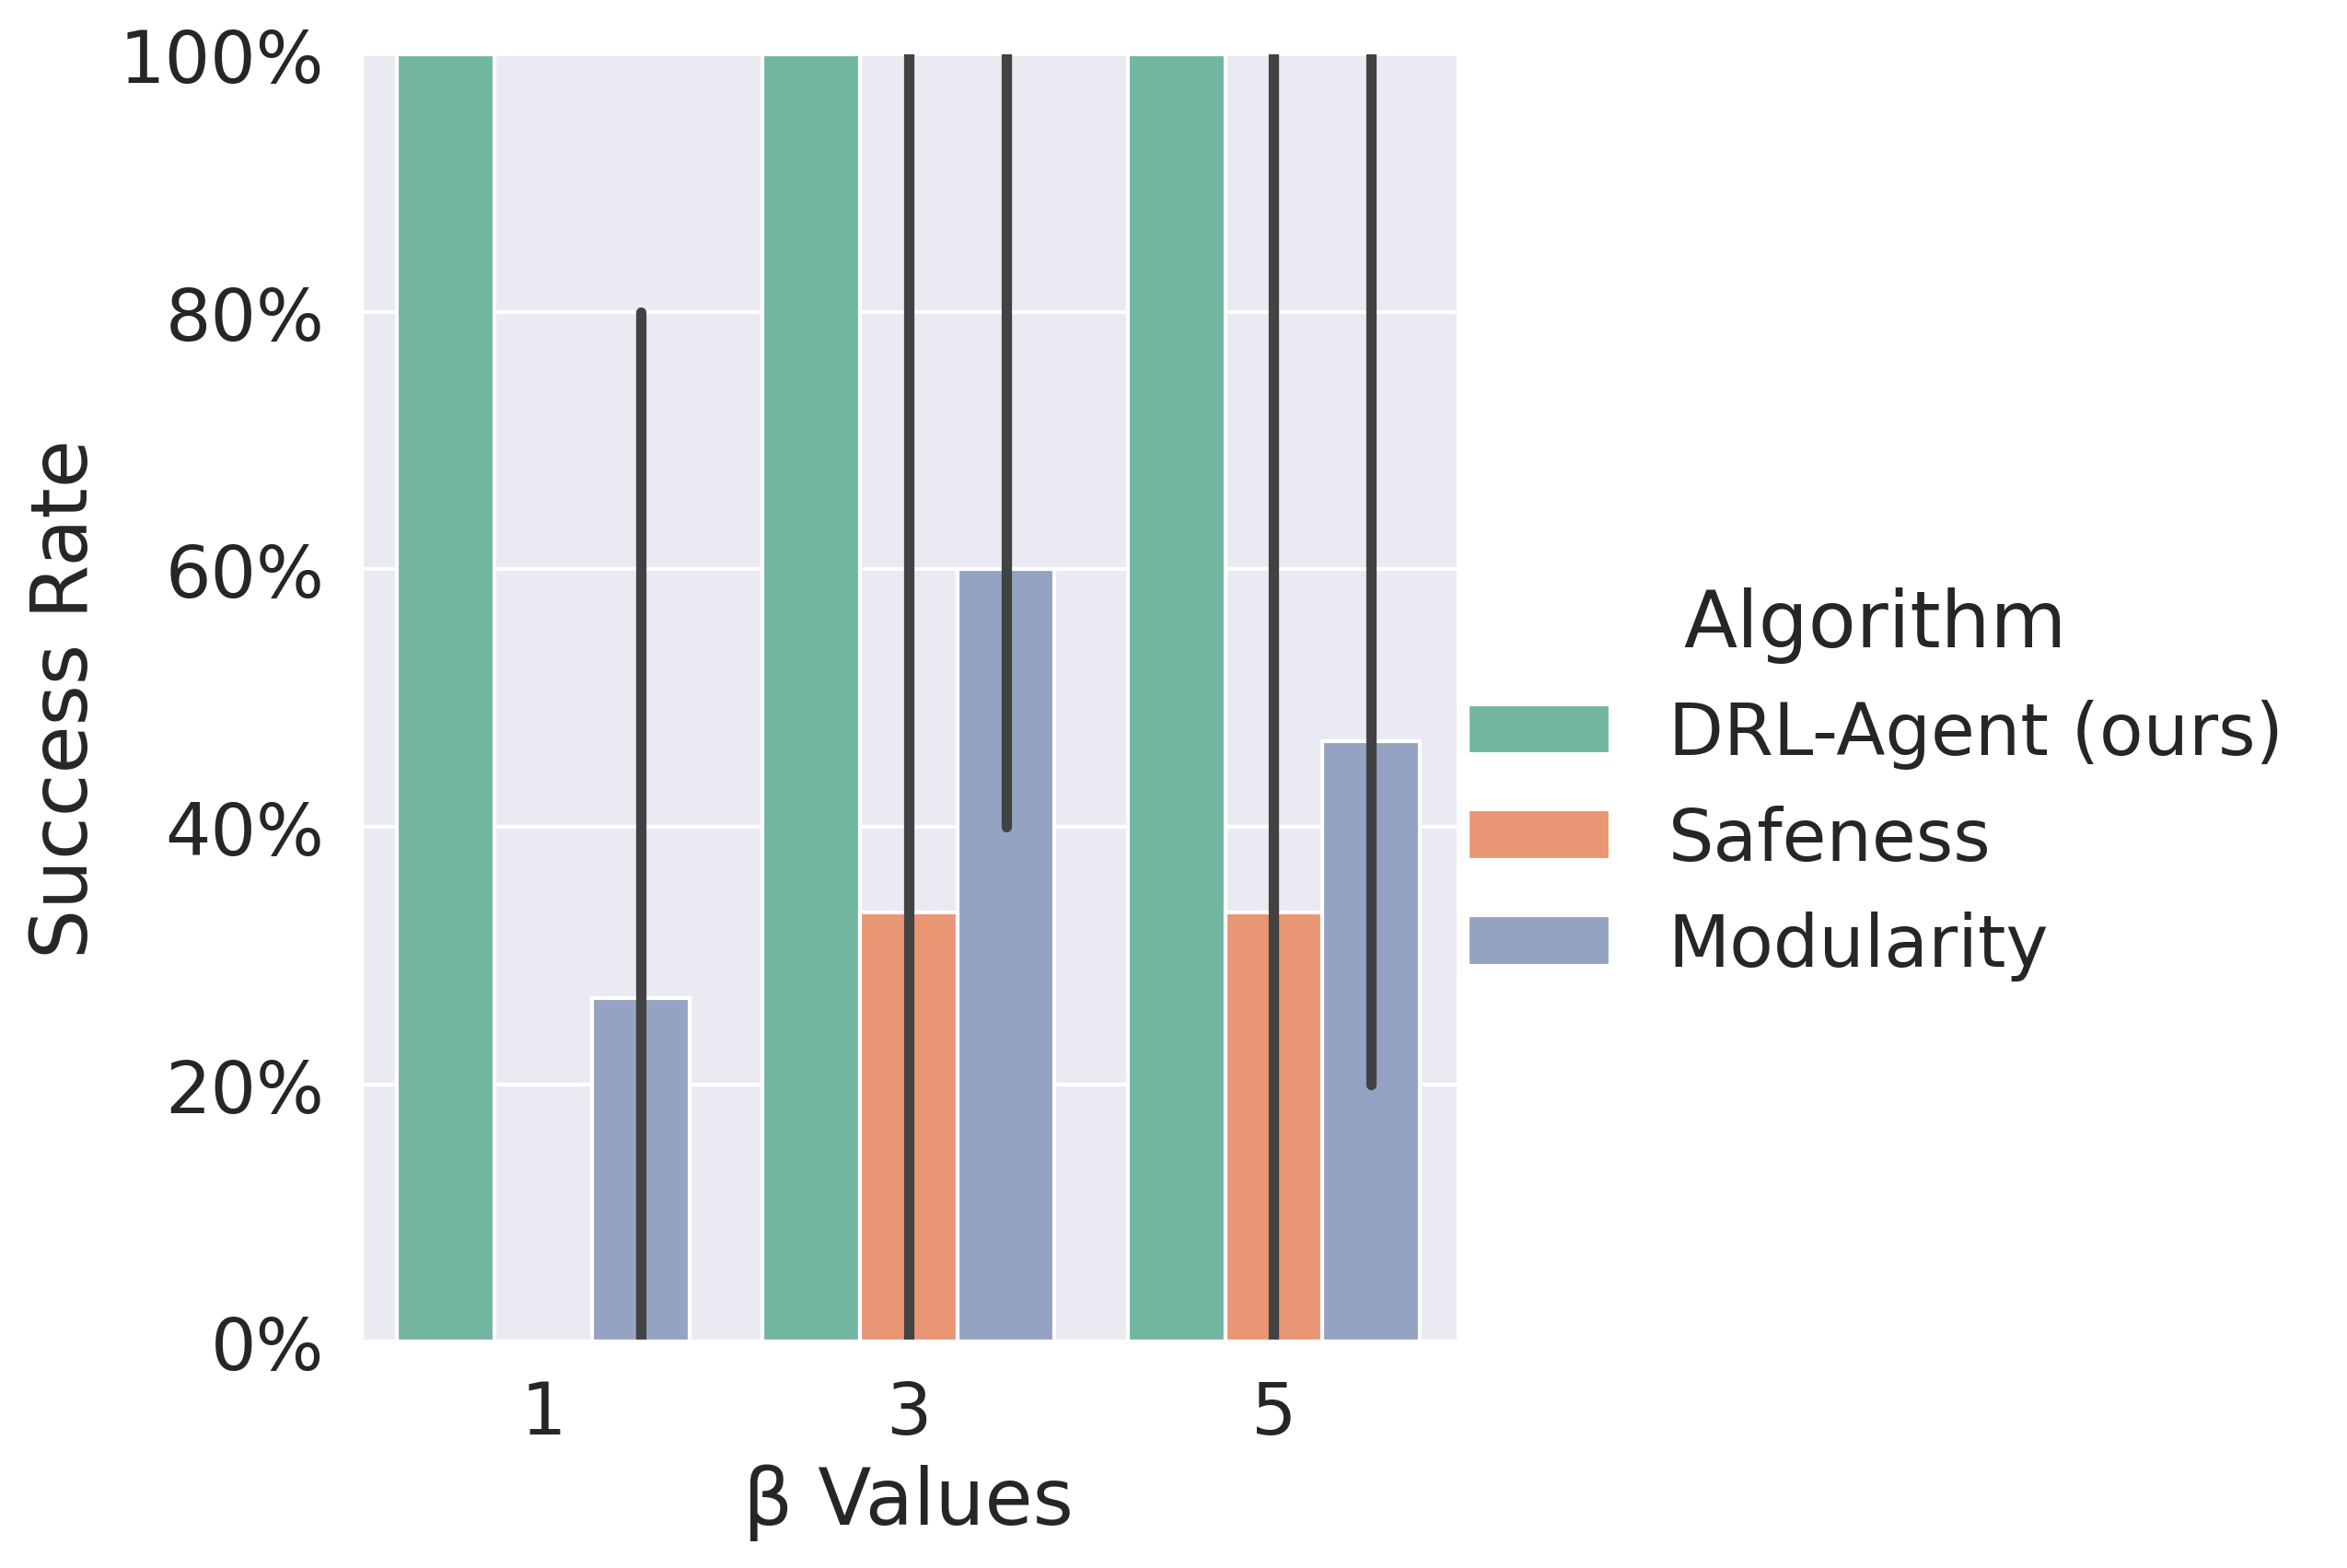 100%
80%
60%
40%
20%
0%
Success Rate
1
3
5
β Values
Algorithm
DRL-Agent (ours)
Safeness
Modularity